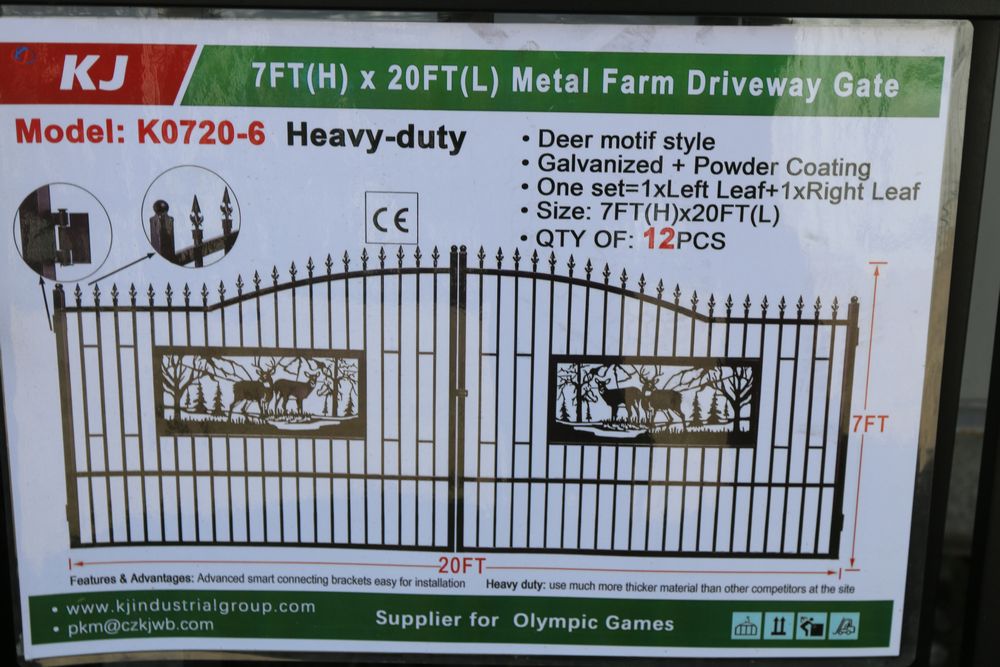 KJ
7FT(H) x 20FT(L) Metal Farm Driveway Gate
Model: K0720-6 Heavy-duty
• Deer motif style
• Galvanized + Powder Coating
• One set=1xLeft Leaf+1xRight Leaf
• Size: 7FT(H)x20FT(L)
• QTY OF: 12PCS
CE
7FT
20FT
Features & Advantages: Advanced smart connecting brackets easy for installation Heavy duty: use much more thicker material than other competitors at the site
• www.kjindustrialgroup.com
• pkm@czkjwb.com
Supplier for Olympic Games